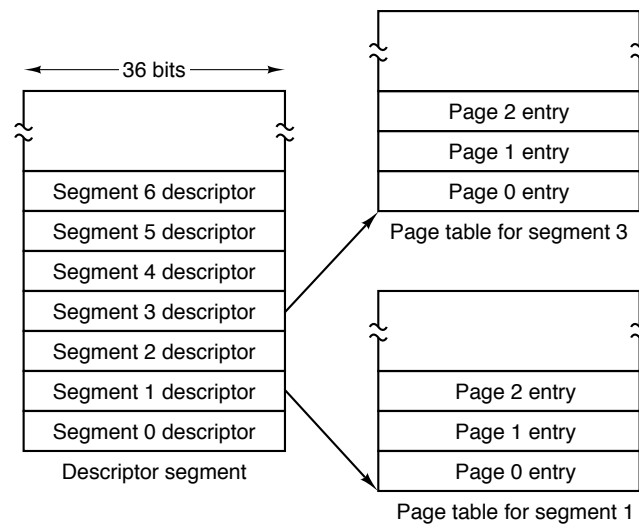 36 bits
Segment 6 descriptor
Segment 5 descriptor
Segment 4 descriptor
Segment 3 descriptor
Segment 2 descriptor
Segment 1 descriptor
Segment 0 descriptor
Descriptor segment
Page 2 entry
Page 1 entry
Page 0 entry
Page table for segment 3
Page 2 entry
Page 1 entry
Page 0 entry
Page table for segment 1